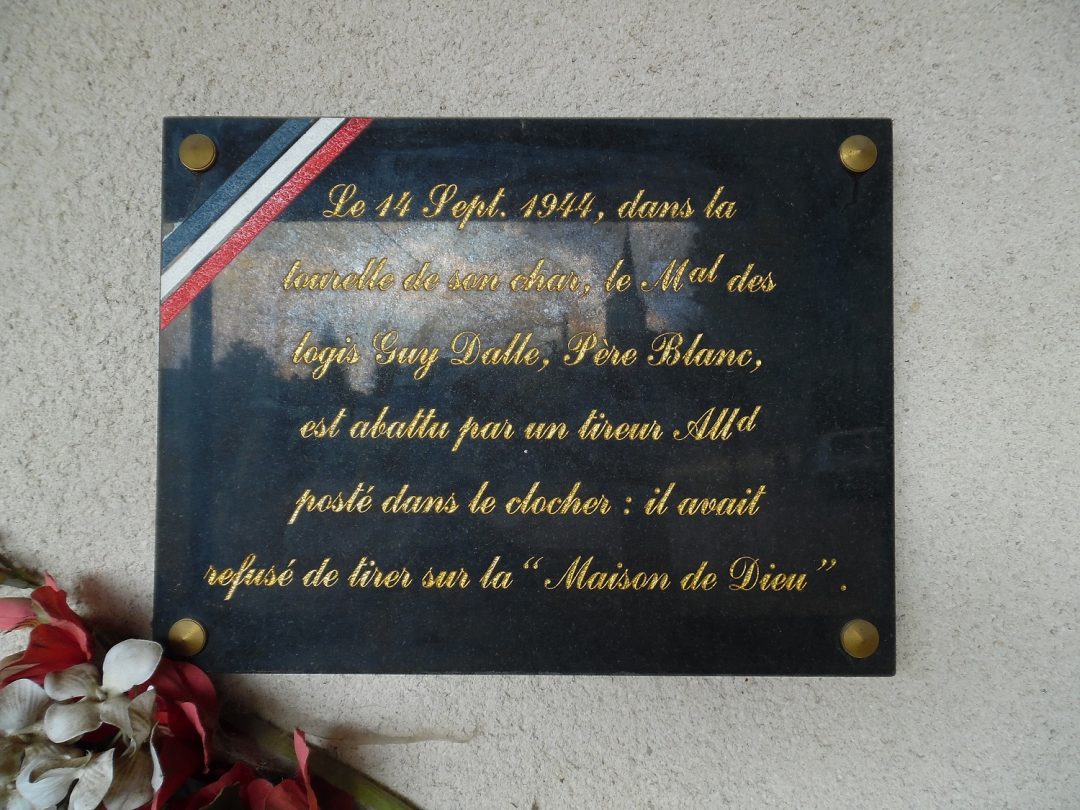 Le 14 Sept. 1944, dans la
tourelle de son char, le Mal des
logis Guy Dalle, Père Blanc,
est abattu par un tireur Alld
posté dans le clocher : il avait
refusé de tirer sur la “ Maison de Dieu ”.